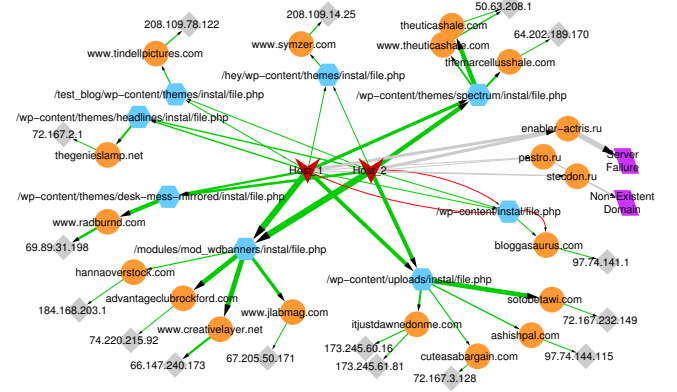 208.109.78.122
208.109.14.25
50.63.208.1
theuticashale.com
64.202.189.170
www.tindellpictures.com
www.symzer.com
www.theuticashale.com
themarcellusshale.com
/hey/wp-content/themes/instal/file.php
/test_blog/wp-content/themes/instal/file.php
/wp-content/themes/spectrum/instal/file.php
/wp-content/themes/headlines/instal/file.php
72.167.2.1
enabler-actris.ru
thegenieslamp.net
pastro.ru
Server
Failure
Host_1
Host_2
stecdon.ru
/wp-content/themes/desk-mess-mirrored/instal/file.php
Non-Existent
Domain
www.radburnd.com
/wp-content/instal/file.php
69.89.31.198
/modules/mod_wdbanners/instal/file.php
bloggasaurus.com
97.74.141.1
hannaoverstock.com
/wp-content/uploads/instal/file.php
advantageclubrockford.com
sotobetawi.com
184.168.203.1
www.jlabmag.com
itjustdawnedonme.com
72.167.232.149
www.creativelayer.net
ashishpal.com
74.220.215.92
173.245.60.16
cuteasabargain.com
97.74.144.115
67.205.50.171
66.147.240.173
173.245.61.81
72.167.3.128